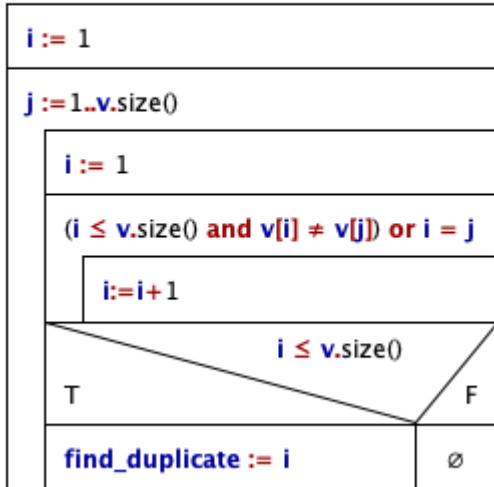 i := 1
j :=1..v.size()
i := 1
(i ≤ v.size() and v[i] ≠ v[j]) or i = j
i:=i+1
i ≤ v.size()
T F
find_duplicate := i ∅